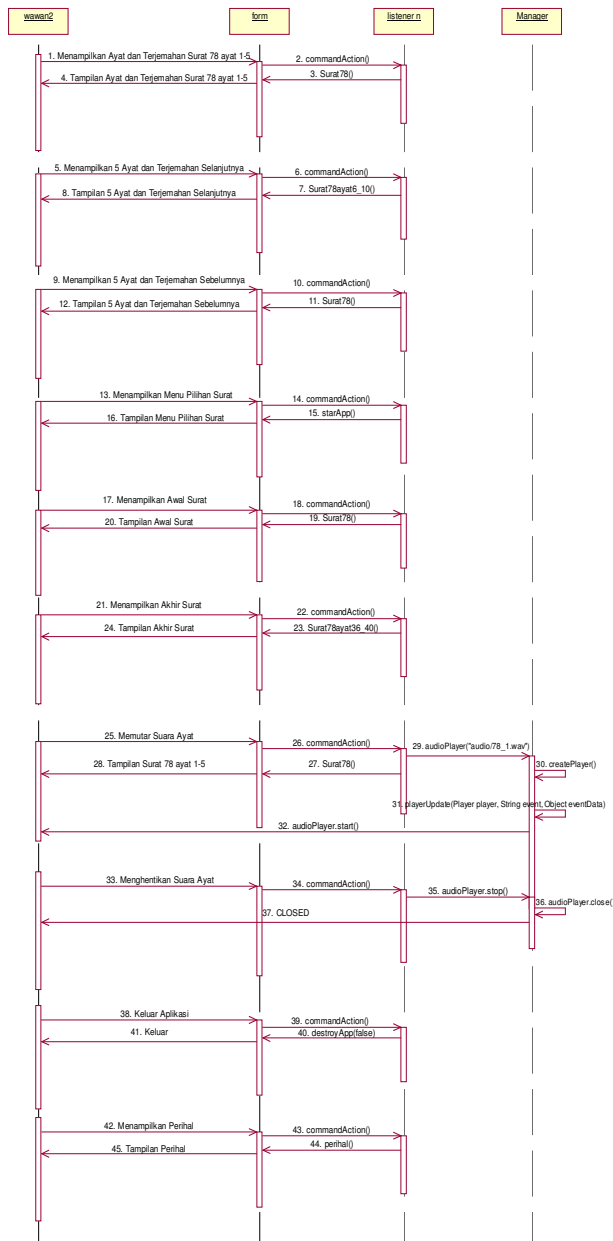 wawan2
form
listener n
Manager
1. Menampilkan Ayat dan Terjemahan Surat 78 ayat 1-5
2. commandAction()
3. Surat78()
4. Tampilan Ayat dan Terjemahan Surat 78 ayat 1-5
5. Menampilkan 5 Ayat dan Terjemahan Selanjutnya
6. commandAction()
7. Surat78ayat6_10()
8. Tampilan 5 Ayat dan Terjemahan Selanjutnya
9. Menampilkan 5 Ayat dan Terjemahan Sebelumnya
10. commandAction()
11. Surat78()
12. Tampilan 5 Ayat dan Terjemahan Sebelumnya
13. Menampilkan Menu Pilihan Surat
14. commandAction()
15. starApp()
16. Tampilan Menu Pilihan Surat
17. Menampilkan Awal Surat
18. commandAction()
19. Surat78()
20. Tampilan Awal Surat
21. Menampilkan Akhir Surat
22. commandAction()
23. Surat78ayat36_40()
24. Tampilan Akhir Surat
25. Memutar Suara Ayat
26. commandAction()
29. audioPlayer("audio/78_1.wav")
27. Surat78()
28. Tampilan Surat 78 ayat 1-5
30. createPlayer()
31. playerUpdate(Player player, String event, Object eventData)
32. audioPlayer.start()
33. Menghentikan Suara Ayat
34. commandAction()
35. audioPlayer.stop()
36. audioPlayer.close(
37. CLOSED
38. Keluar Aplikasi
39. commandAction()
40. destroyApp(false)
41. Keluar
42. Menampilkan Perihal
43. commandAction()
44. perihal()
45. Tampilan Perihal